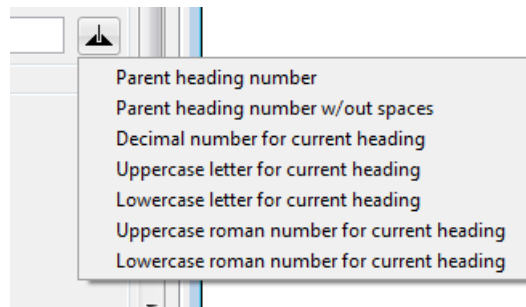 Parent heading number
Parent heading number w/out spaces
Decimal number for current heading
Uppercase letter for current heading
Lowercase letter for current heading
Uppercase roman number for current heading
Lowercase roman number for current heading